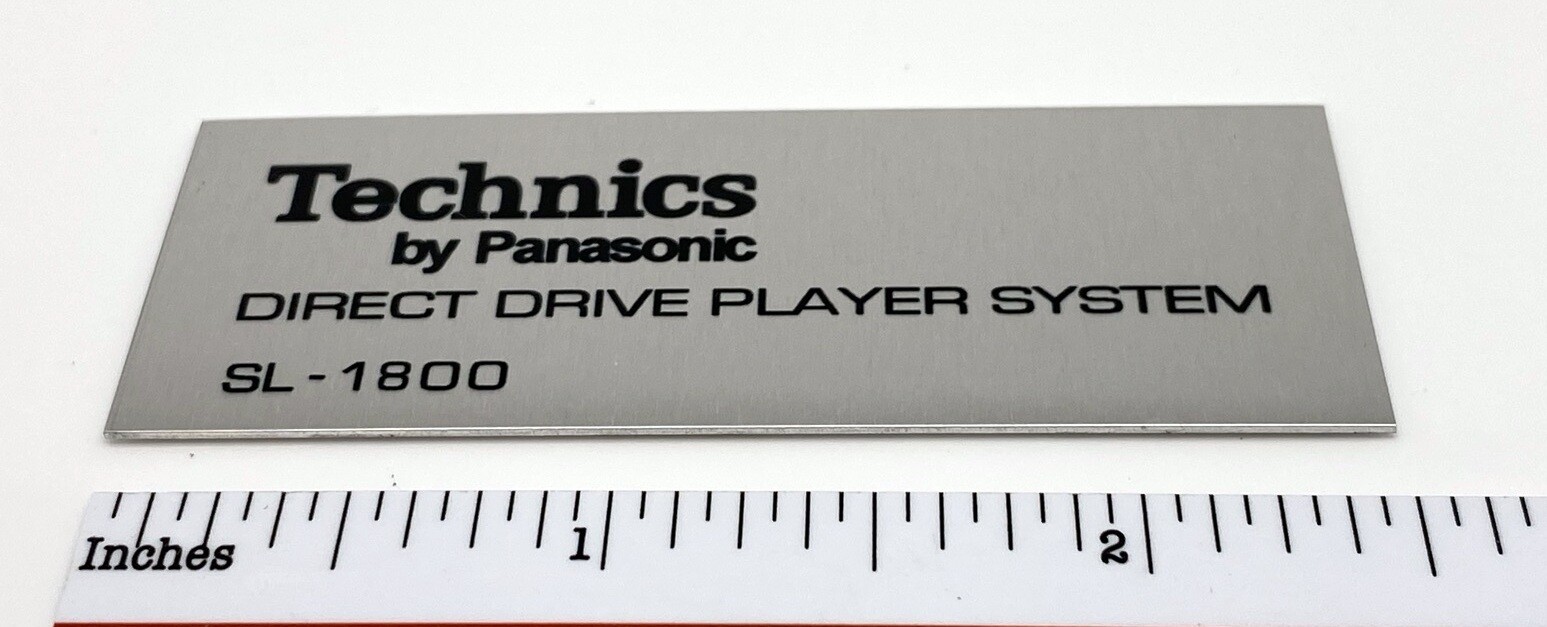 Technics
by Panasonic
DIRECT DRIVE PLAYER SYSTEM
SL-1800
1 2
Inches